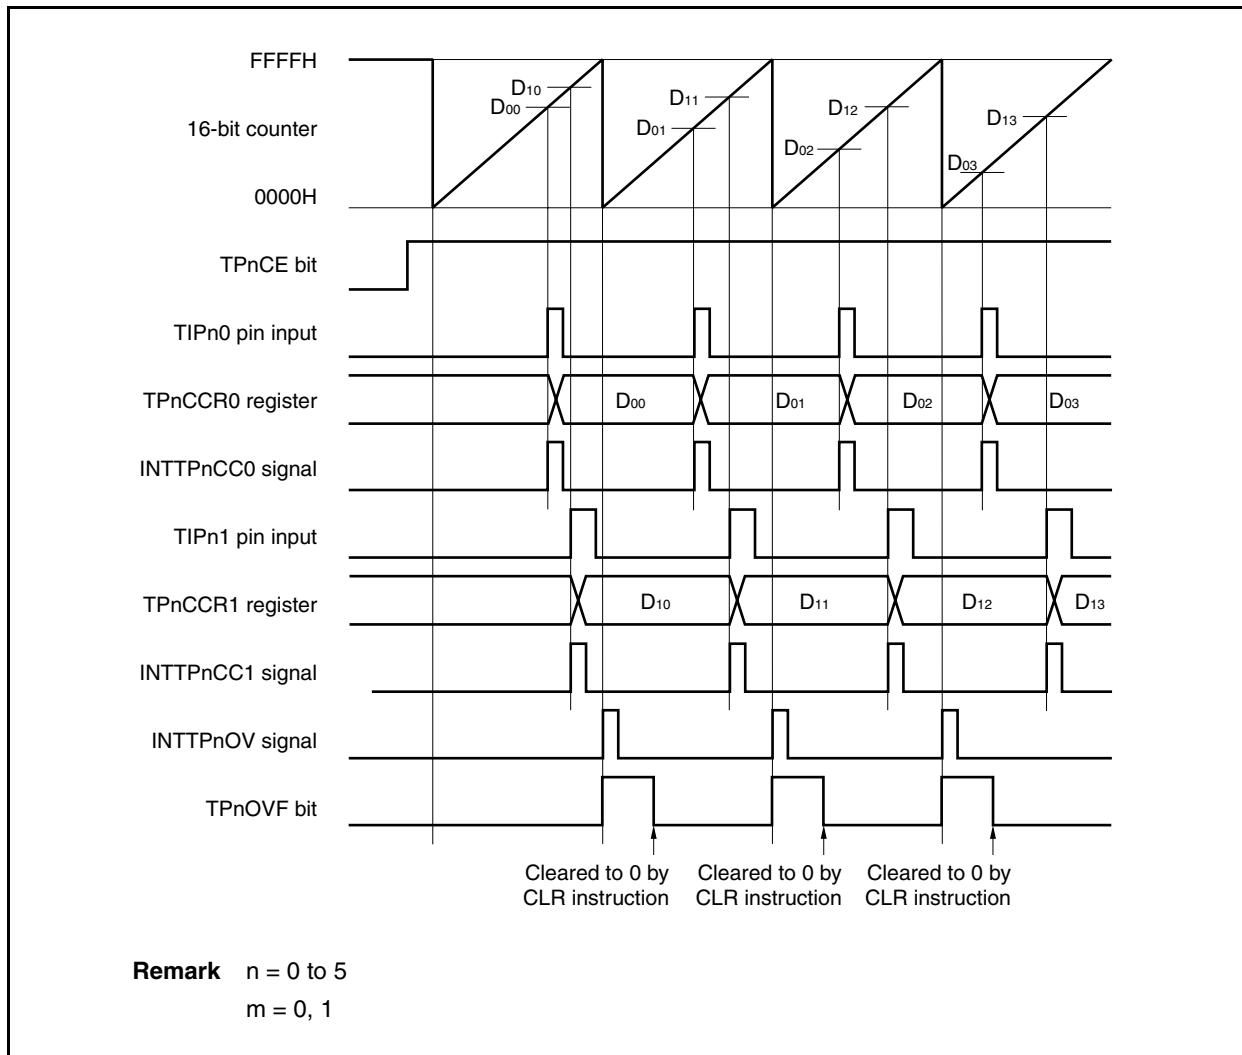 FFFFH
D10
D00
D11
D01
D12
D02
D13
D03
16-bit counter
0000H
TPnCE bit
TIPn0 pin input
TPnCCR0 register
D00
D01
D02
D03
INTTPnCC0 signal
TIPn1 pin input
TPnCCR1 register
D10
D11
D12
D13
INTTPnCC1 signal
INTTPnOV signal
TPnOVF bit
Cleared to 0 by
CLR instruction
Cleared to 0 by
CLR instruction
Cleared to 0 by
CLR instruction
Remark n = 0 to 5
m = 0, 1